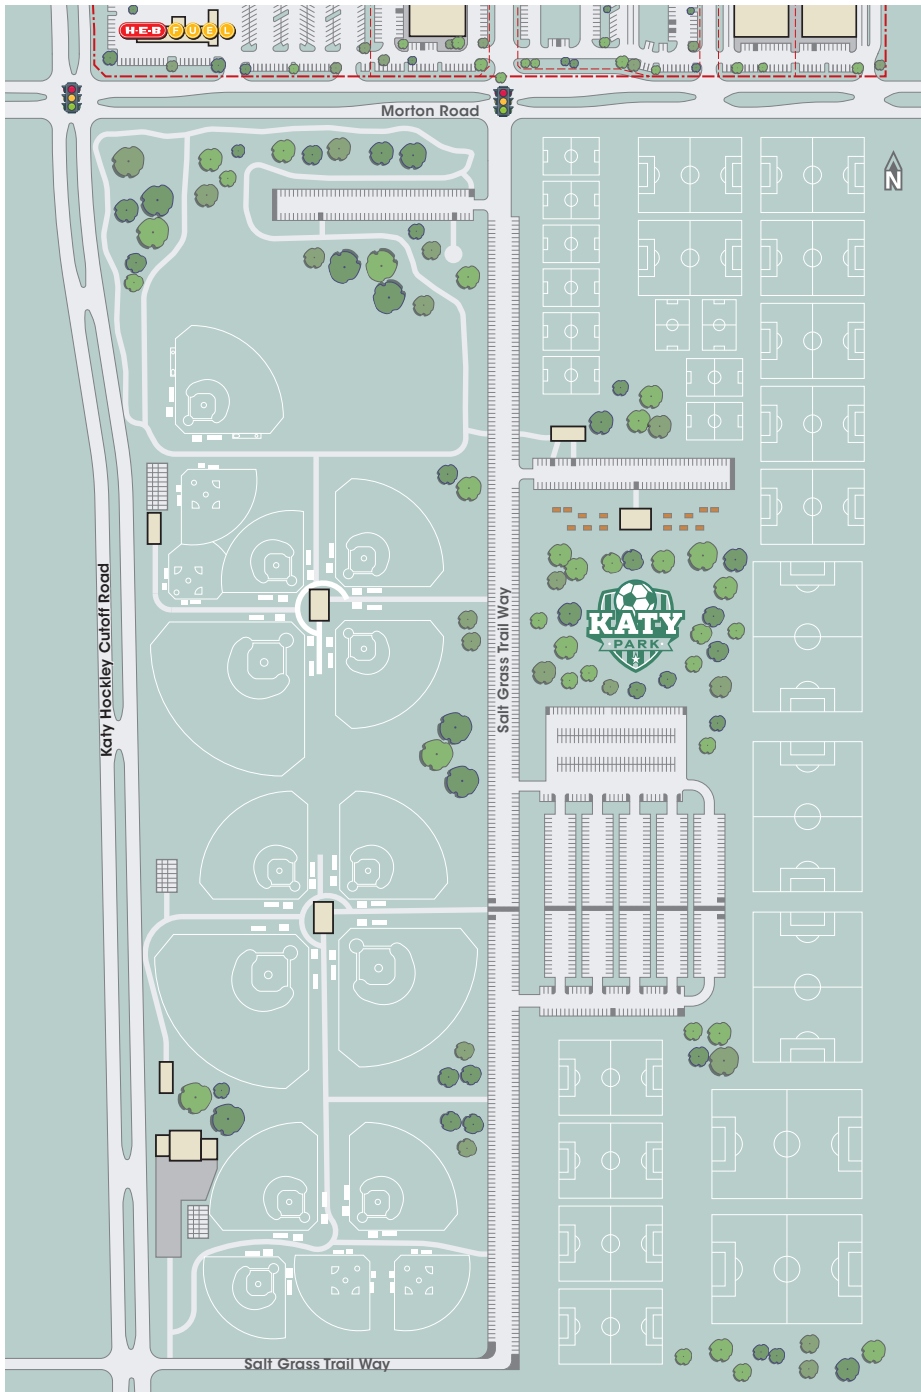 H-E-B FUEL
Morton Road
N
Katy Hockley Cutoff Road
Salt Grass Trail Way
KATY
PARK
N
Salt Grass Trail Way